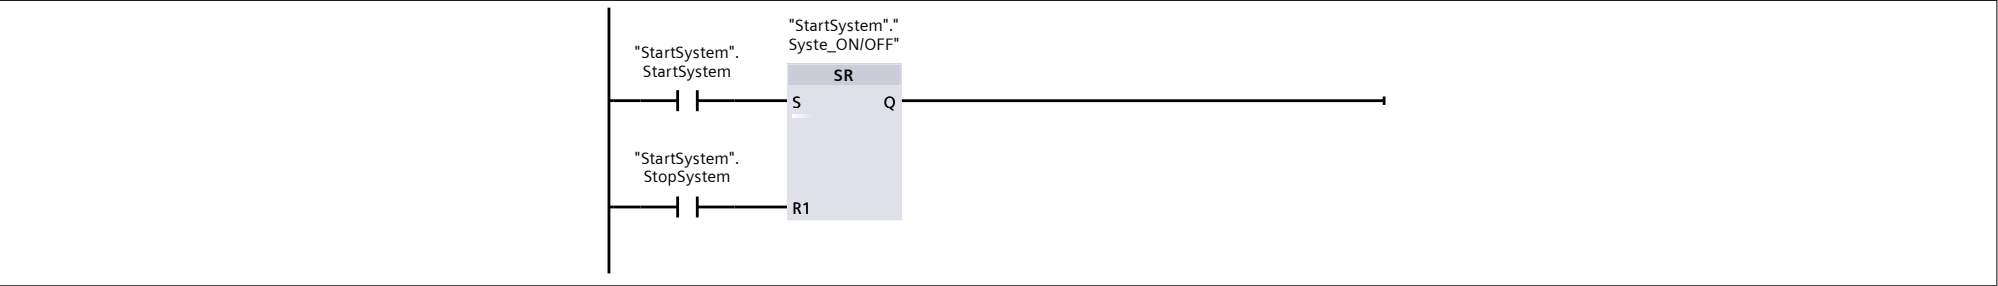 "StartSystem"."
Syste_ON/OFF"
"StartSystem".
StartSystem
SR
S
Q
"StartSystem".
StopSystem
R1